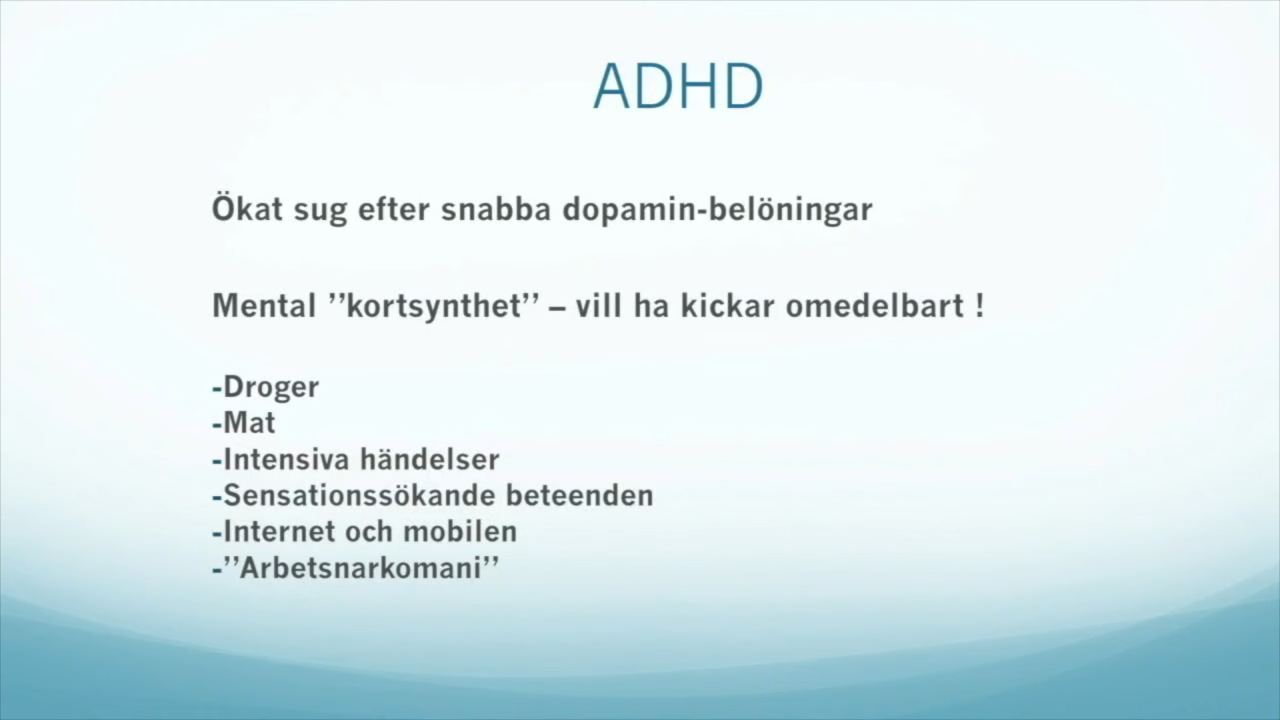 ADHD
Ökat sug efter snabba dopamin-belöningar
Mental ’’kortsynthet’’ – vill ha kickar omedelbart !
-Droger
-Mat
-Intensiva händelser
-Sensationssökande beteenden
-Internet och mobilen
-’’Arbetsnarkomani’’